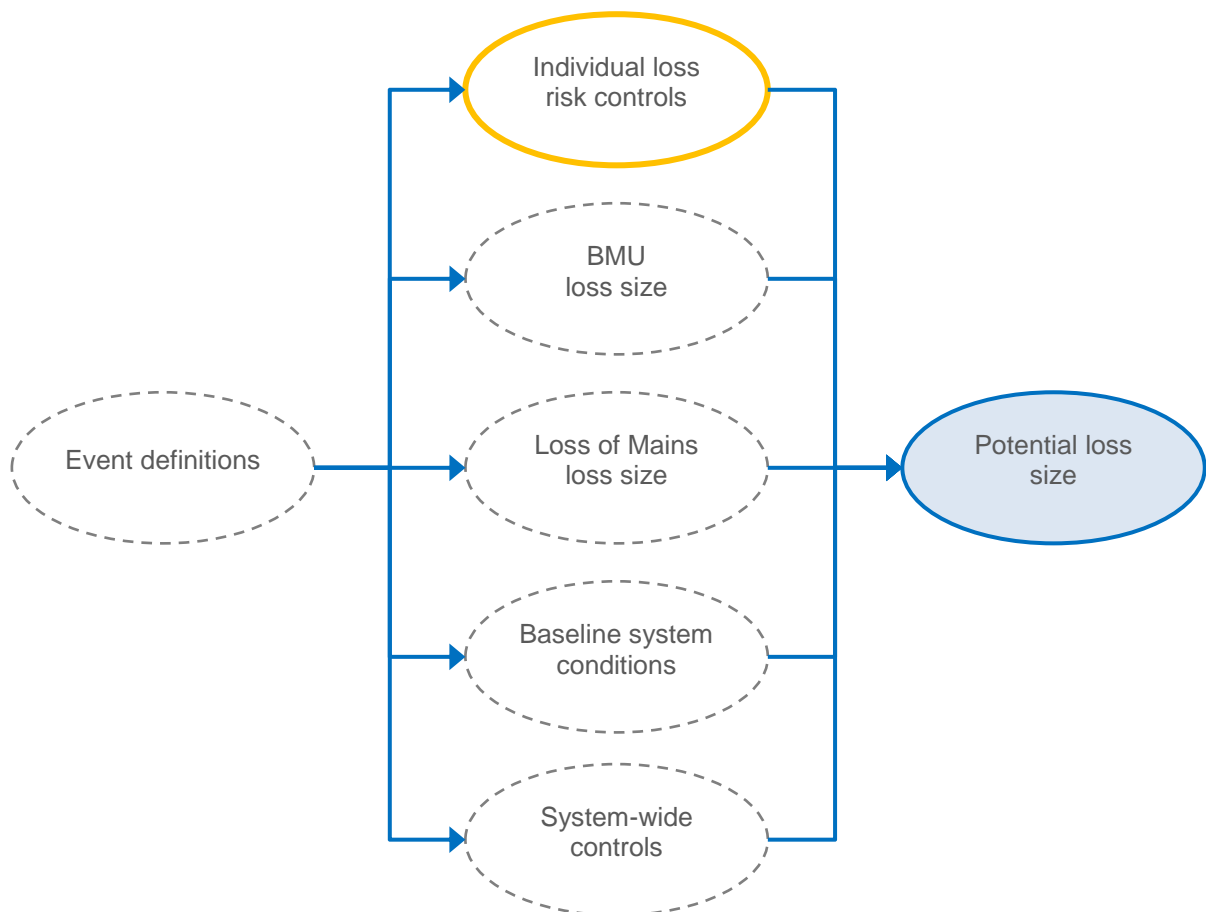 Individual loss
risk controls
BMU
loss size
Event definitions
Loss of Mains
loss size
Potential loss
size
Baseline system
conditions
System-wide
controls